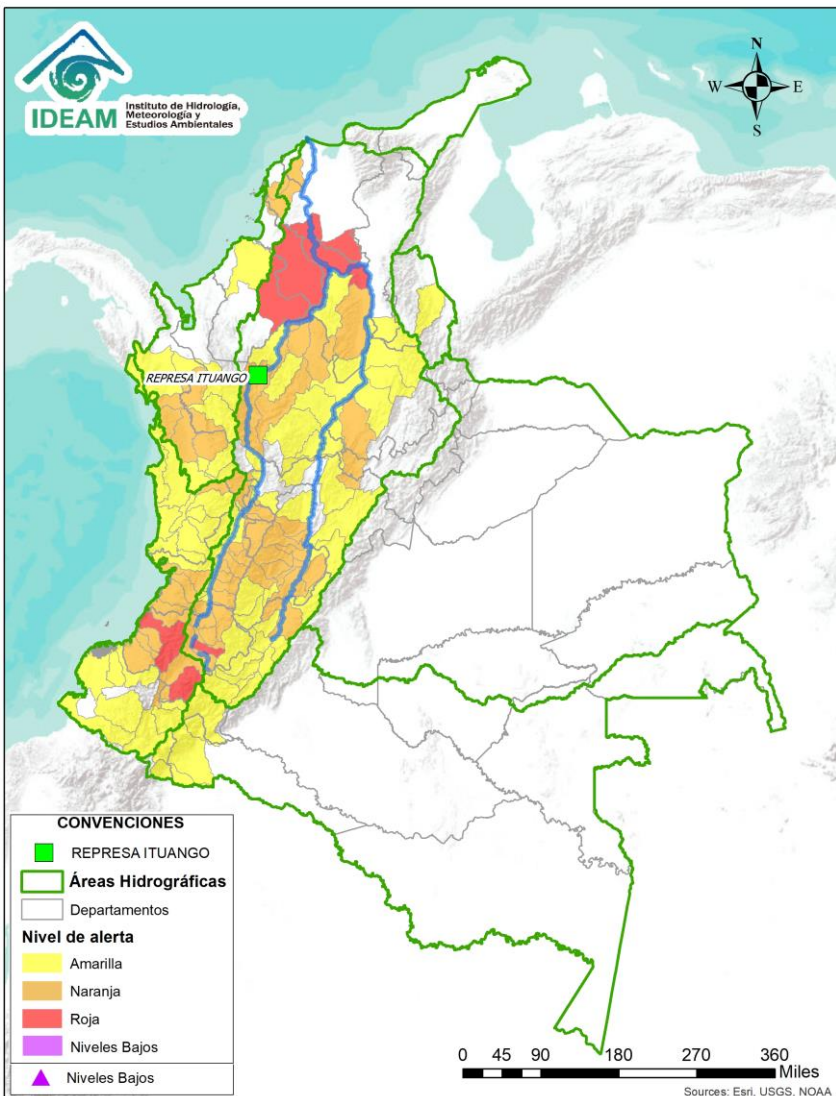 IDEAM
Instituto de Hidrología,
Meteorología y
Estudios Ambientales
N
W
E
S
REPRESA ITUANGO
CONVENCIONES
REPRESA ITUANGO
Áreas Hidrográficas
Departamentos
Nivel de alerta
Amarilla
Naranja
Roja
Niveles Bajos
Niveles Bajos
0 45 90 180 270 360
Miles
Sources: Esri, USGS, NOAA